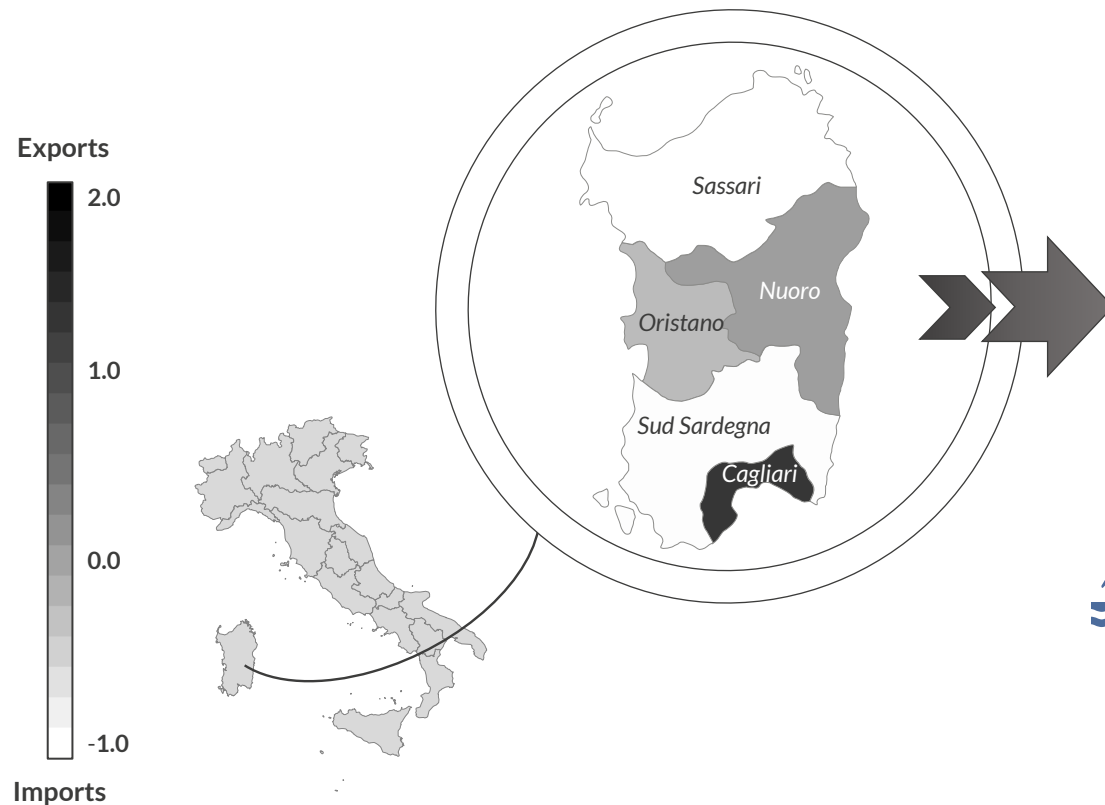 Exports
2.0
1.0
0.0
-1.0
Imports
Sassari
Nuoro
Oristano
Sud Sardegna
Cagliari